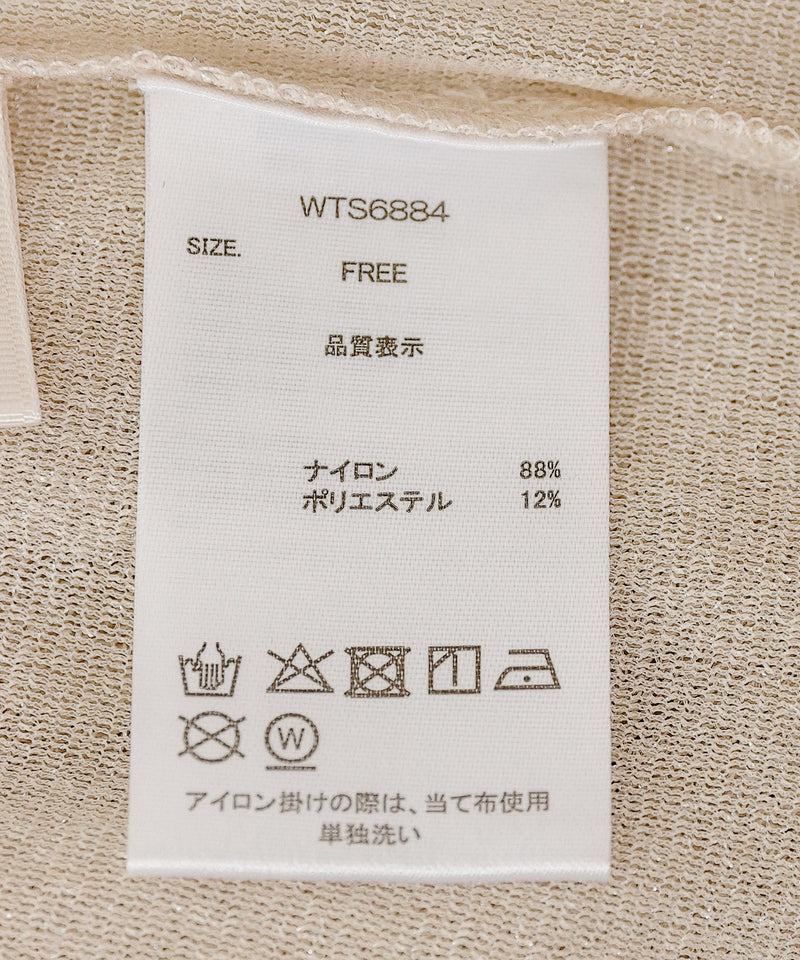 WTS6884
SIZE.
FREE
品質表示
ナイロン 88%
ポリエステル 12%
W
アイロン掛けの際は、当て布使用
単独洗い